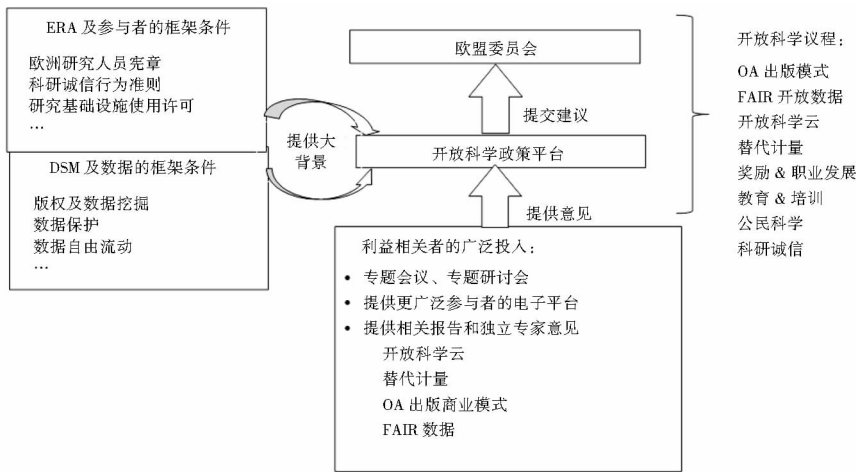 ERA 及参与者的框架条件
欧洲研究人员宪章
科研诚信行为准则
研究基础设施使用许可
…
DSM 及数据的框架条件
版权及数据挖掘
数据保护
数据自由流动
…
提供大
背景
欧盟委员会
提交建议
开放科学政策平台
提供意见
利益相关者的广泛投入：
• 专题会议、专题研讨会
• 提供更广泛参与者的电子平台
• 提供相关报告和独立专家意见
开放科学云
替代计量
OA 出版商业模式
FAIR 数据
开放科学议程：
OA 出版模式
FAIR 开放数据
开放科学云
替代计量
奖励 & 职业发展
教育 & 培训
公民科学
科研诚信